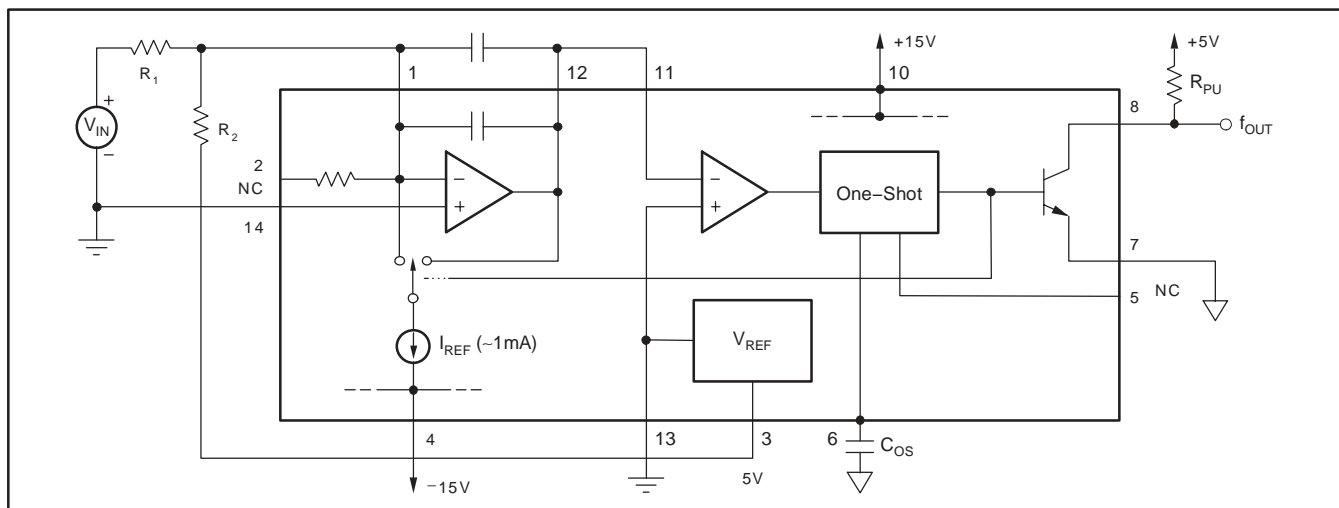 +15V
+5V
R1
1
12
11
10
RPU
8
fOUT
+
VIN
−
R2
2
NC
−
+
−
+
One−Shot
14
7
5 NC
IREF (~1mA)
VREF
4
13
3
6
COS
−15V
5V